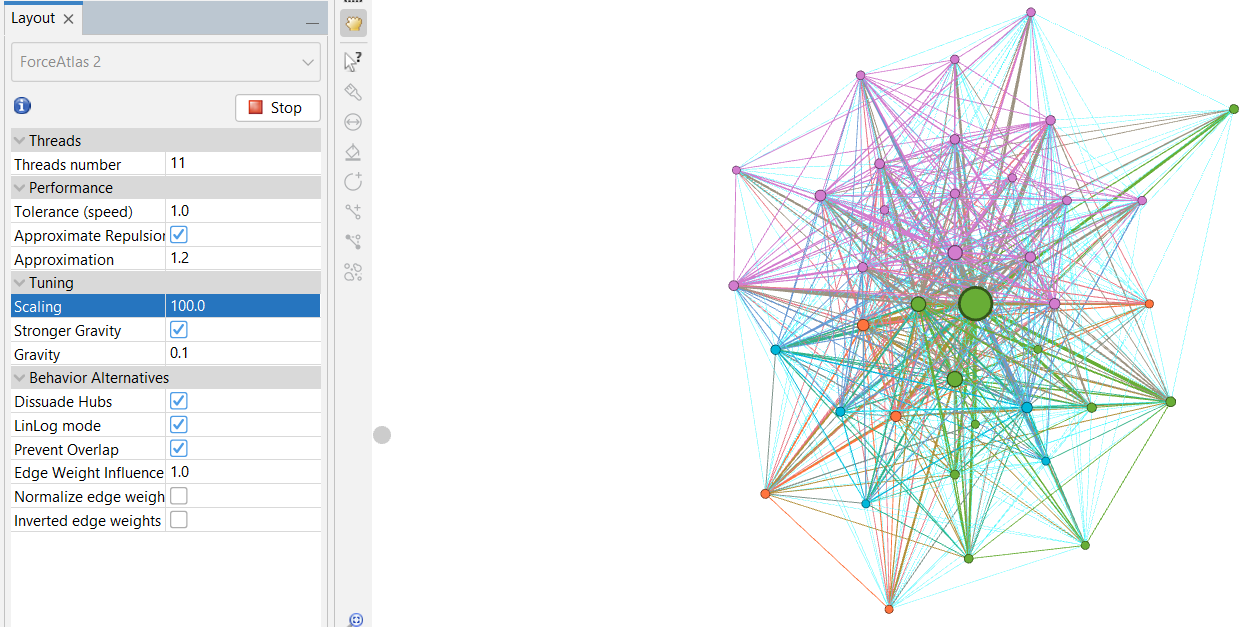 Layout
ForceAtlas 2
Stop
Threads
Threads number 11
Performance
Tolerance (speed) 1.0
Approximate Repulsion
Approximation 1.2
Tuning
Scaling 100.0
Stronger Gravity
Gravity 0.1
Behavior Alternatives
Dissuade Hubs
LinLog mode
Prevent Overlap
Edge Weight Influence 1.0
Normalize edge weigh
Inverted edge weights